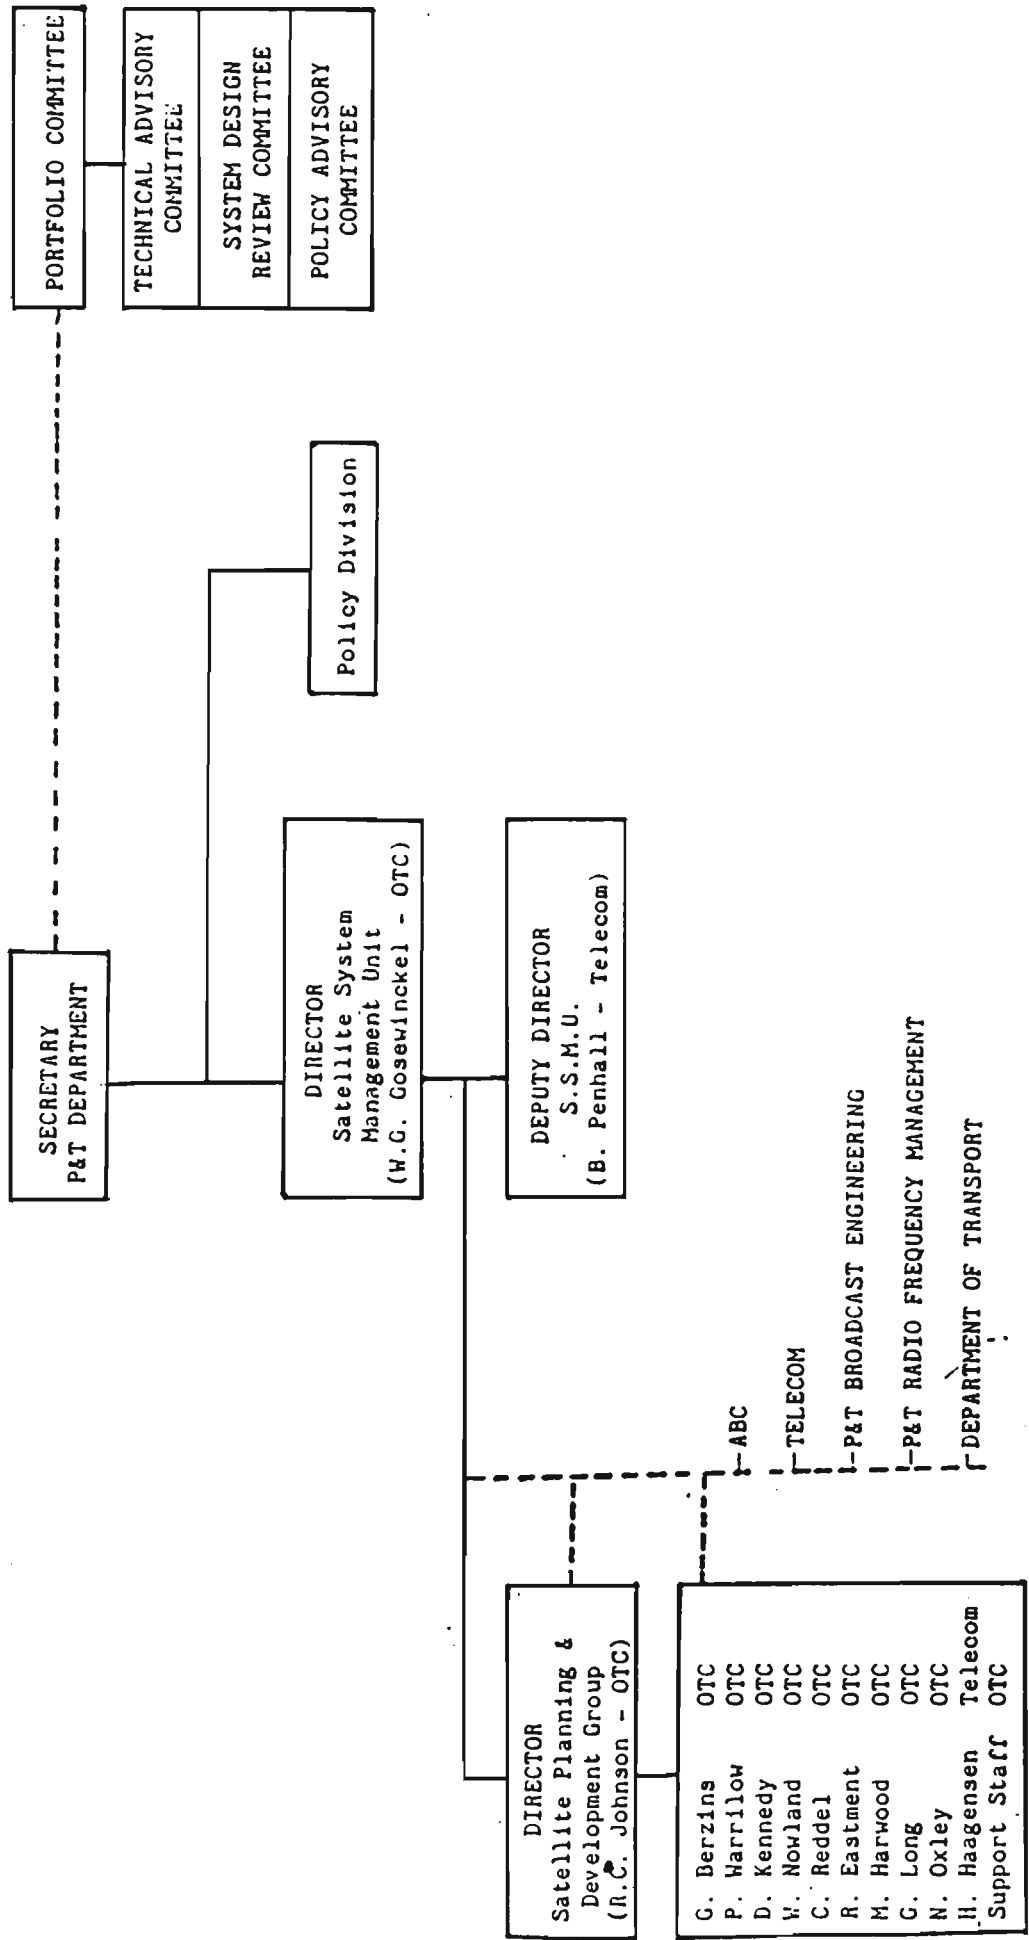 SECRETARY
P&T DEPARTMENT
PORTFOLIO COMMITTEE
TECHNICAL ADVISORY
COMMITTEE
SYSTEM DESIGN
REVIEW COMMITTEE
POLICY ADVISORY
COMMITTEE
Policy Division
DIRECTOR
Satellite System
Management Unit
(W.G. Gosewinckel - OTC)
DEPUTY DIRECTOR
S.S.M.U.
(B. Penhall - Telecom)
DIRECTOR
Satellite Planning &
Development Group
(R.C. Johnson - OTC)
G. Berzins OTC
P. Warrilow OTC
D. Kennedy OTC
W. Nowland OTC
C. Reddel OTC
R. Eastment OTC
M. Harwood OTC
G. Long OTC
N. Oxley OTC
H. Haagensen Telecom
Support Staff OTC
ABC
TELECOM
P&T BROADCAST ENGINEERING
P&T RADIO FREQUENCY MANAGEMENT
DEPARTMENT OF TRANSPORT